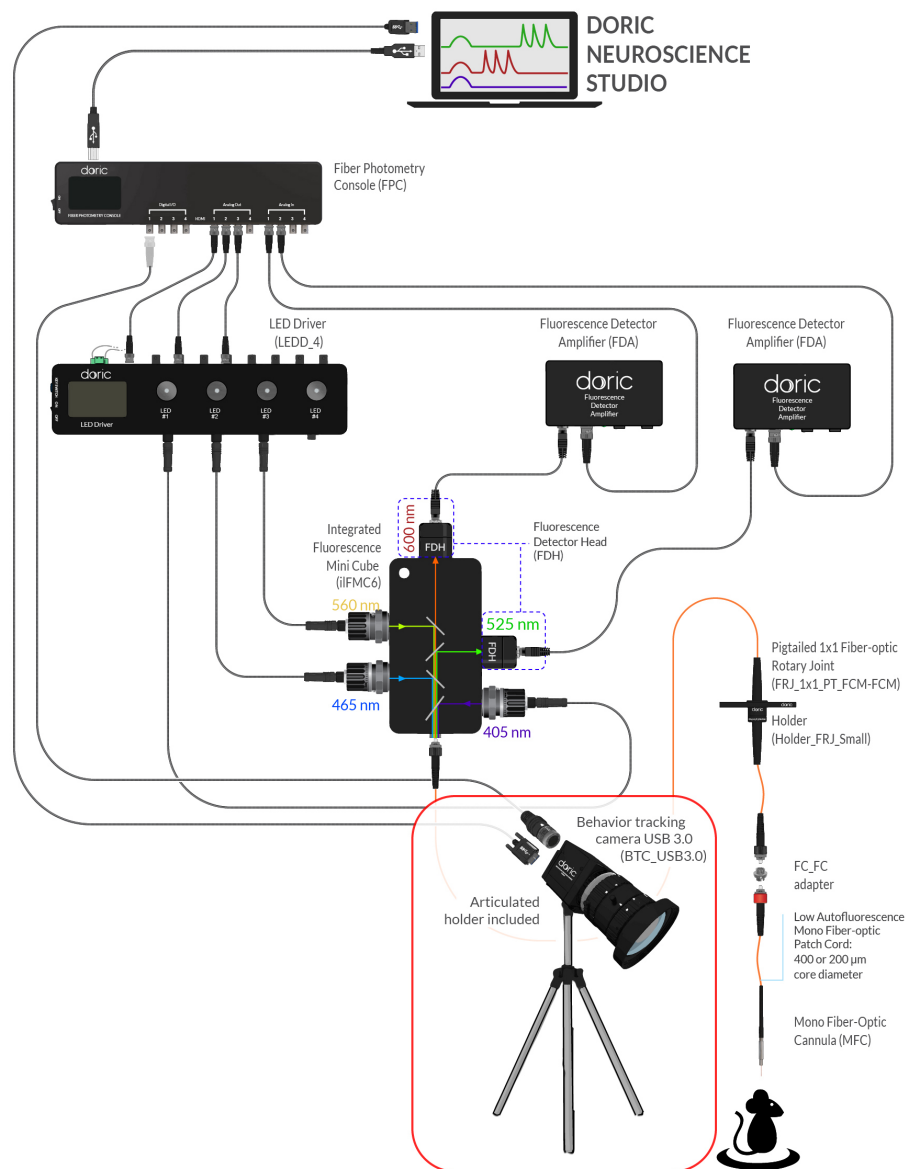 DORIC
NEUROSCIENCE
STUDIO
doric
Digital I/O
Analog Out
Analog In
1 2 3 4 HDMI 1 2 3 4 1 2 3 4
FIBER PHOTOMETRY CONSOLE
Fiber Photometry
Console (FPC)
LED Driver
(LEDD_4)
doric
LED Driver
LED
#1
LED
#2
LED
#3
LED
#4
Fluorescence Detector
Amplifier (FDA)
doric
Fluorescence
Detector
Amplifier
Fluorescence Detector
Amplifier (FDA)
doric
Fluorescence
Detector
Amplifier
Integrated
Fluorescence
Mini Cube
(ilFMC6)
600 nm
FDH
Fluorescence
Detector Head
(FDH)
560 nm
525 nm
FDH
465 nm
405 nm
Pigtailed 1x1 Fiber-optic
Rotary Joint
(FRJ_1x1_PT_FCM-FCM)
doric
doric
Holder
(Holder_FRJ_Small)
Behavior tracking
camera USB 3.0
(BTC_USB3.0)
doric
Articulated
holder included
FC_FC
adapter
Low Autofluorescence
Mono Fiber-optic
Patch Cord:
400 or 200 µm
core diameter
Mono Fiber-Optic
Cannula (MFC)